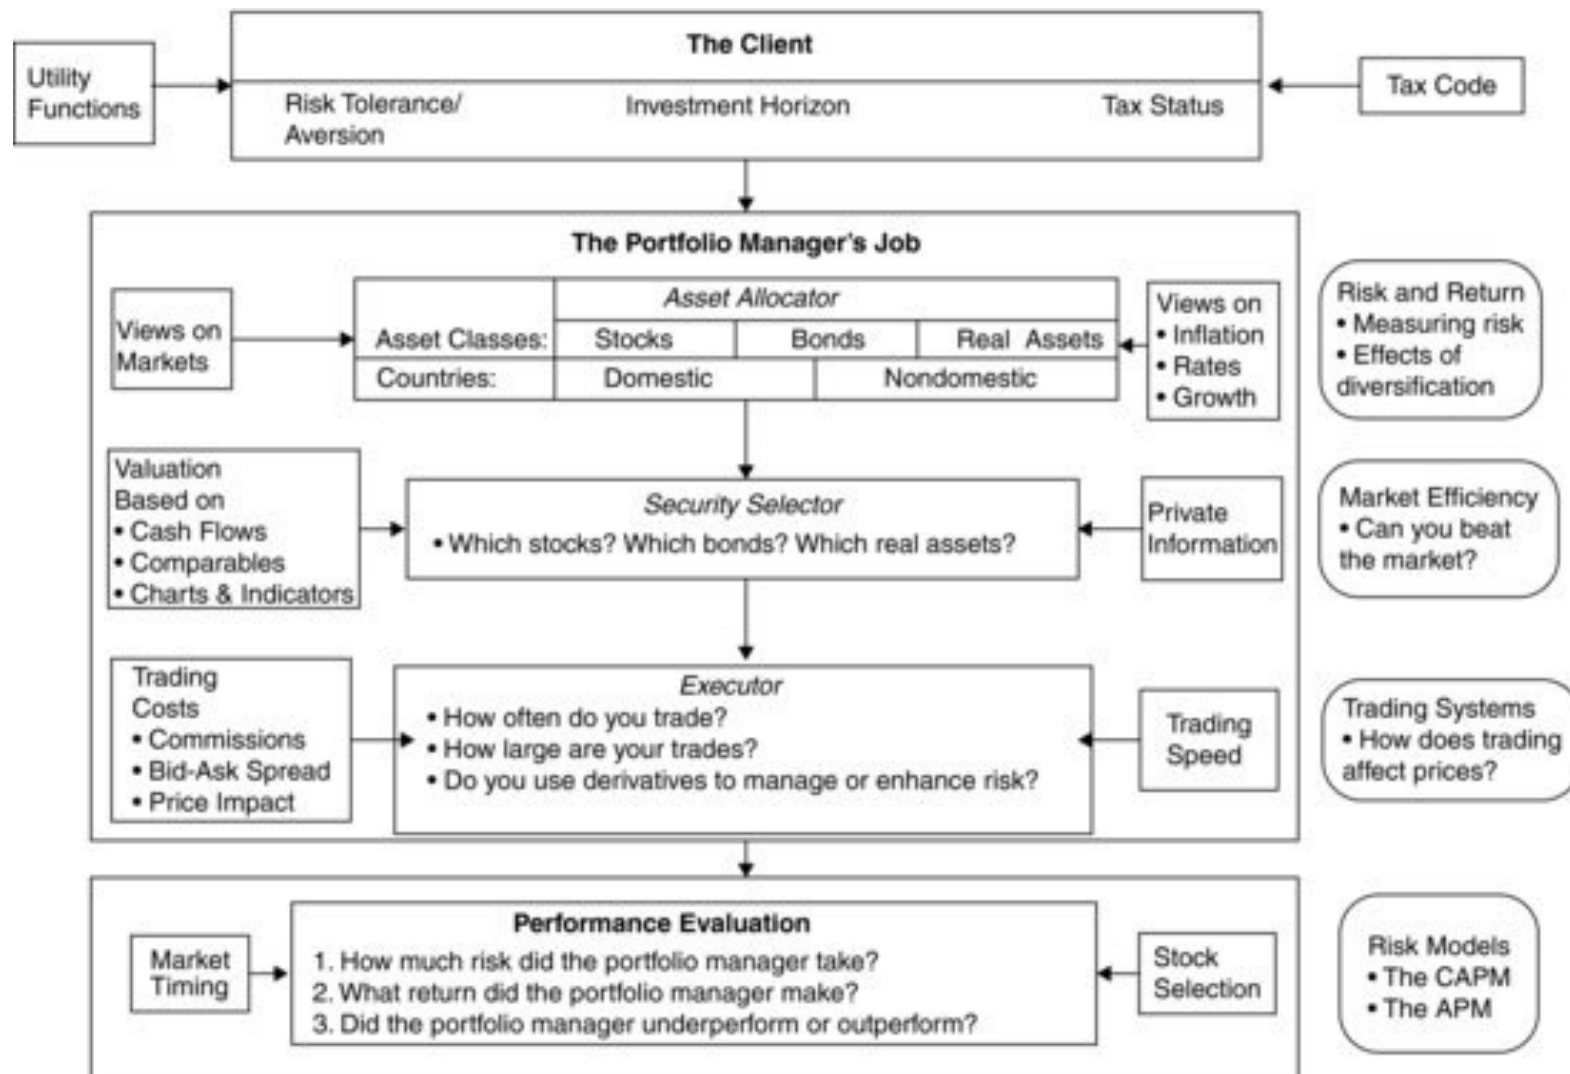 The Client
Utility
Functions
Risk Tolerance/
Aversion
Investment Horizon
Tax Status
Tax Code
The Portfolio Manager's Job
Views on
Markets
Asset Allocator
Asset Classes: Stocks Bonds Real Assets
Countries: Domestic Nondomestic
Views on
• Inflation
• Rates
• Growth
Risk and Return
• Measuring risk
• Effects of
diversification
Valuation
Based on
• Cash Flows
• Comparables
• Charts & Indicators
Security Selector
• Which stocks? Which bonds? Which real assets?
Private
Information
Market Efficiency
• Can you beat
the market?
Trading
Costs
• Commissions
• Bid-Ask Spread
• Price Impact
Executor
• How often do you trade?
• How large are your trades?
• Do you use derivatives to manage or enhance risk?
Trading
Speed
Trading Systems
• How does trading
affect prices?
Market
Timing
Performance Evaluation
1. How much risk did the portfolio manager take?
2. What return did the portfolio manager make?
3. Did the portfolio manager underperform or outperform?
Stock
Selection
Risk Models
• The CAPM
• The APM